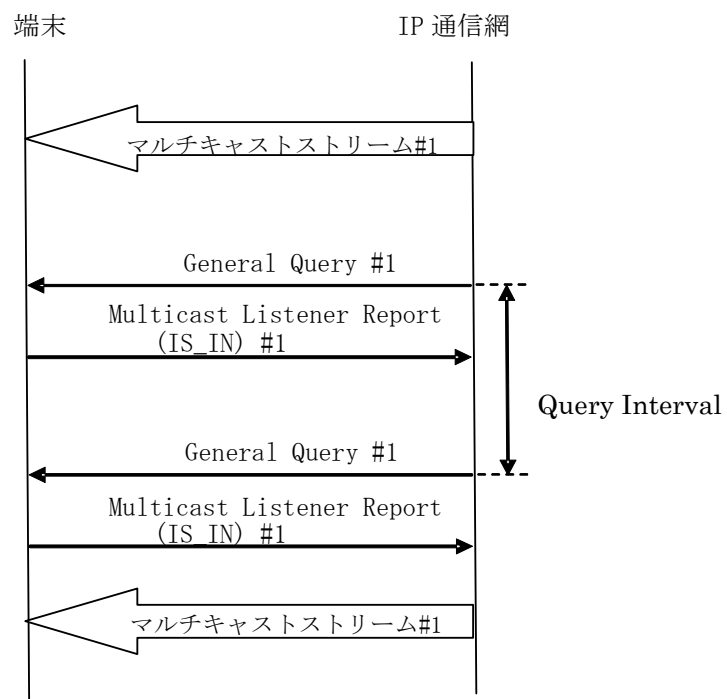 端末
IP 通信網
マルチキャストストリーム#1
General Query #1
Multicast Listener Report
(IS_IN) #1
Query Interval
General Query #1
Multicast Listener Report
(IS_IN) #1
マルチキャストストリーム#1